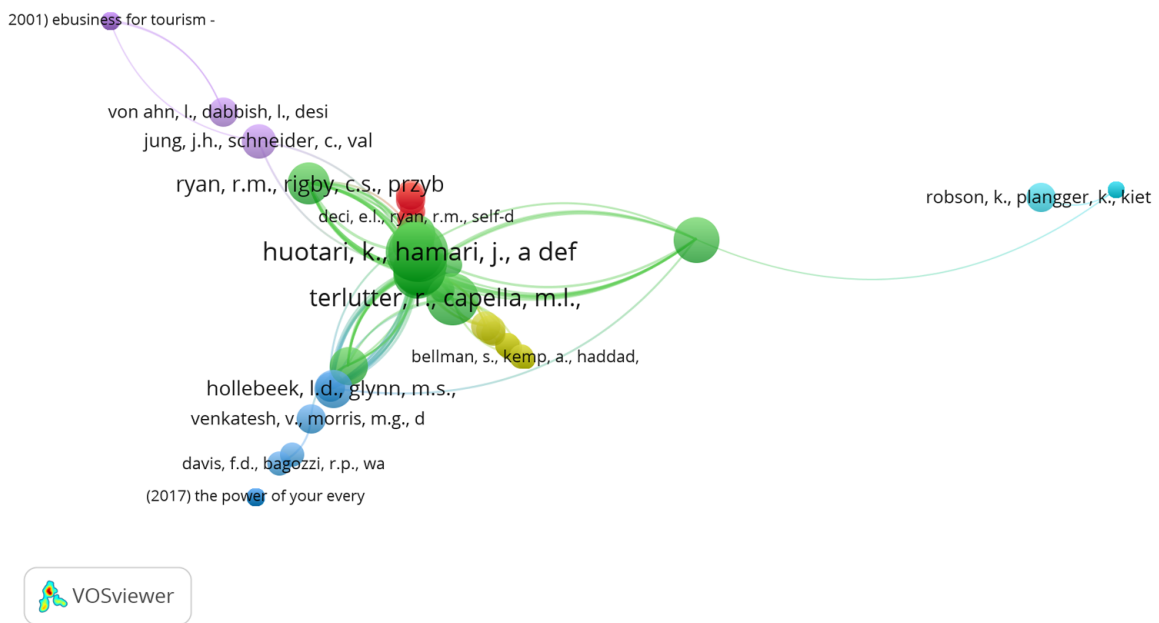 2001) ebusiness for tourism -
von ahn, l., dabbish, l., desi
jung, j.h., schneider, c., val
ryan, r.m., rigby, c.s., przyb
robson, k., plangger, k., kiet
deci, e.l., ryan, r.m., self-d
huotari, k., hamari, j., a def
terlutter, r., capella, m.l.,
bellman, s., kemp, a., haddad,
hollebeek, l.d., glynn, m.s.,
venkatesh, v., morris, m.g., d
davis, f.d., bagozzi, r.p., wa
(2017) the power of your every
VOSviewer